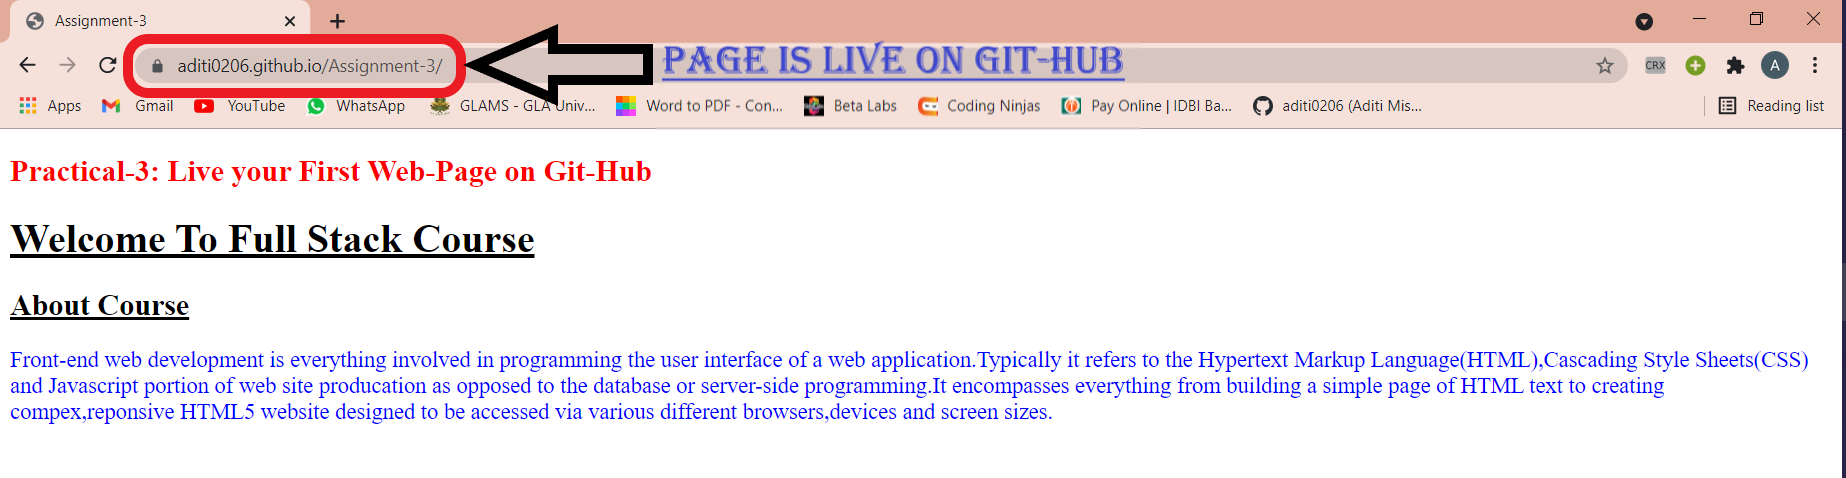 Assignment-3
aditi0206.github.io/Assignment-3/
PAGE IS LIVE ON GIT-HUB
CRX
A
Apps Gmail YouTube WhatsApp GLAMS - GLA Univ... Word to PDF - Con... Beta Labs Coding Ninjas Pay Online | IDBI Ba... aditi0206 (Aditi Mis... Reading list
Practical-3: Live your First Web-Page on Git-Hub
Welcome To Full Stack Course
About Course
Front-end web development is everything involved in programming the user interface of a web application.Typically it refers to the Hypertext Markup Language(HTML),Cascading Style Sheets(CSS)
and Javascript portion of web site producation as opposed to the database or server-side programming.It encompasses everything from building a simple page of HTML text to creating
compex,reponsive HTML5 website designed to be accessed via various different browsers,devices and screen sizes.